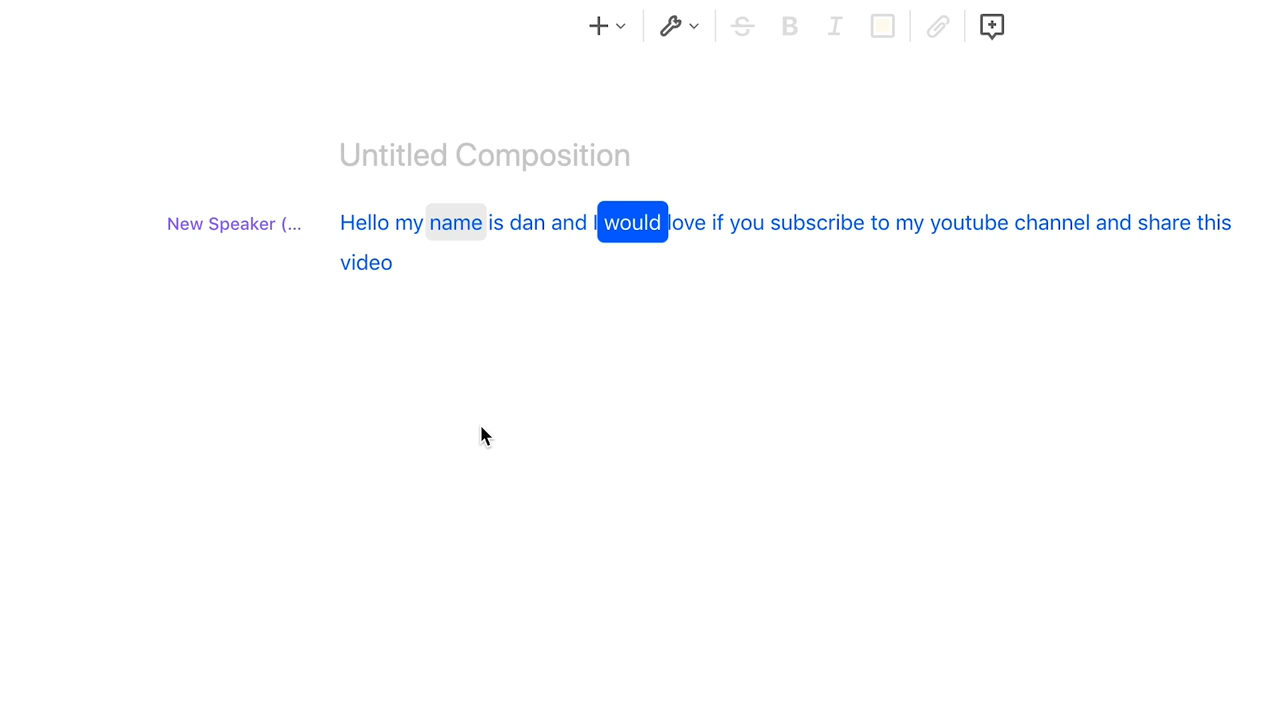 Untitled Composition
New Speaker (...
Hello my name is dan and I would love if you subscribe to my youtube channel and share this
video